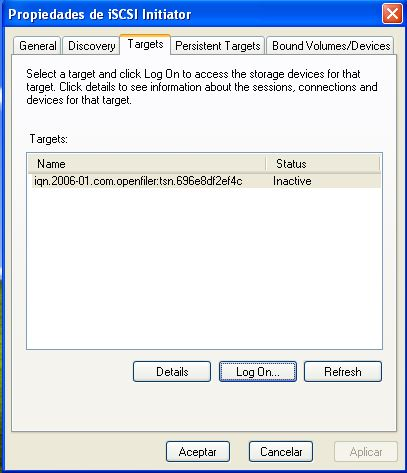 Propiedades de iSCSI Initiator
General Discovery Targets Persistent Targets Bound Volumes/Devices
Select a target and click Log On to access the storage devices for that
target. Click details to see information about the sessions, connections and
devices for that target.
Targets:
Name Status
iqn.2006-01.com.openfiler:tsn.696e8df2ef4c Inactive
Details Log On... Refresh
Aceptar Cancelar Aplicar